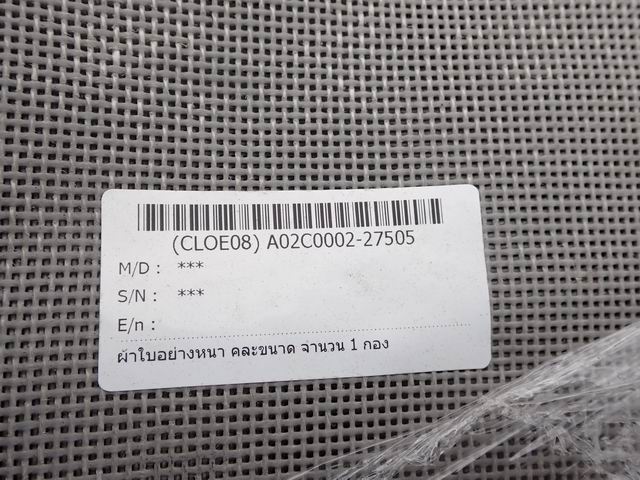 (CLOE08) A02C0002-27505
M/D : ***
S/N : ***
E/n :
ผ้าใบอย่างหนา คละขนาด จำนวน 1 กอง